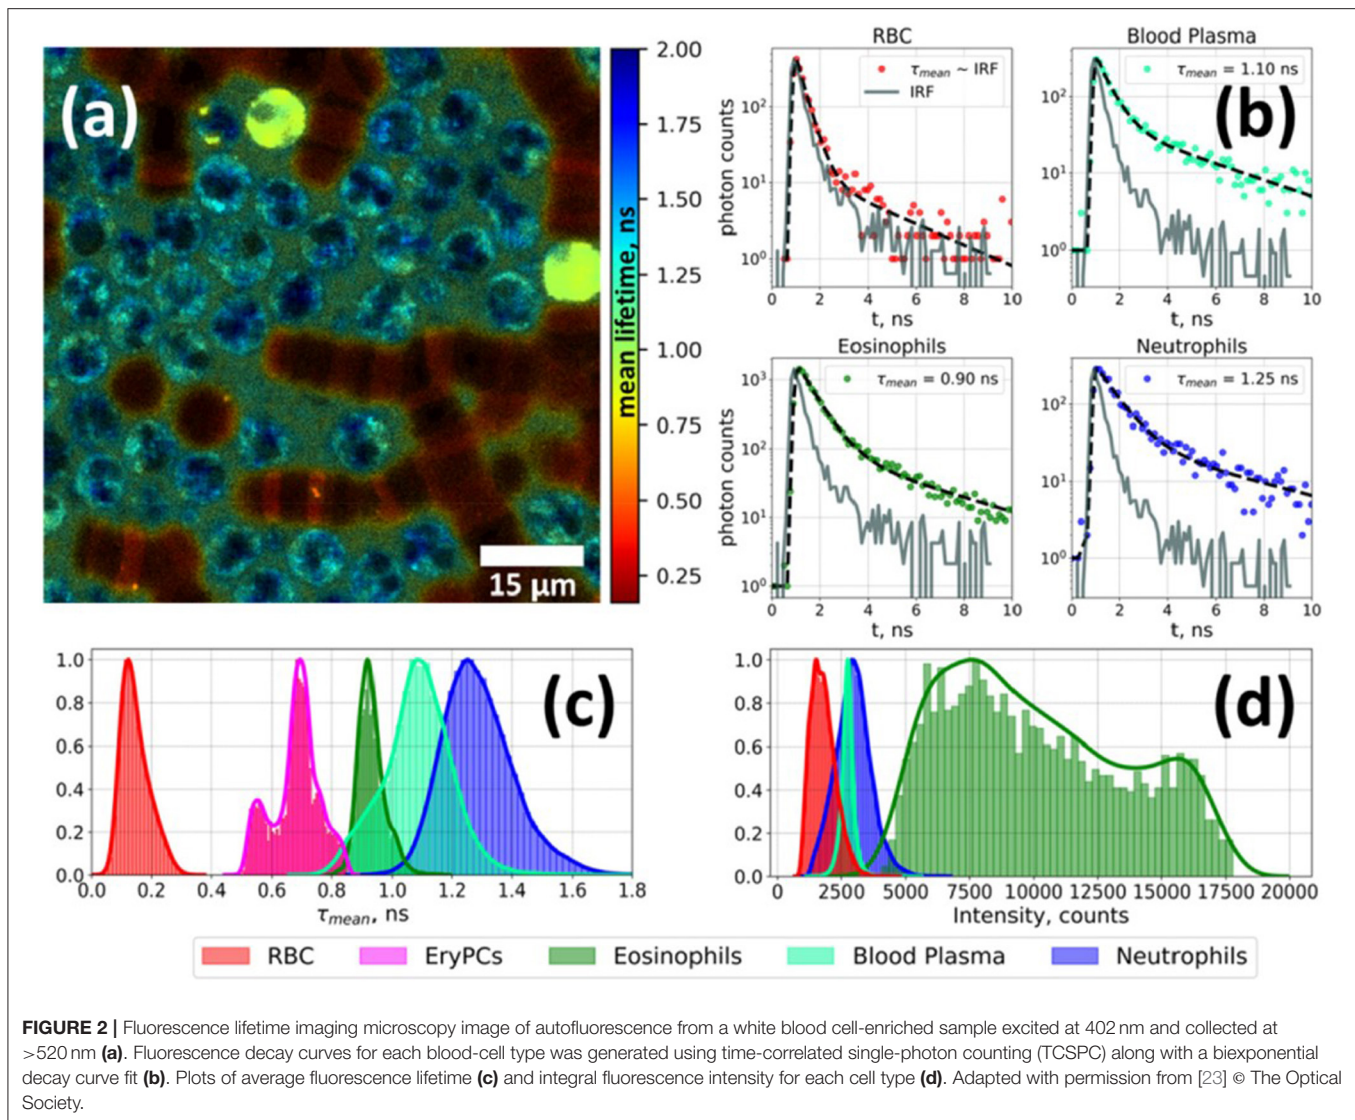 (a)
15 μm
mean lifetime, ns
2.00
1.75
1.50
1.25
1.00
0.75
0.50
0.25
RBC
τmean ~ IRF
IRF
photon counts
10²
10¹
10⁰
0 2 4 6 8 10
t, ns
Blood Plasma
τmean = 1.10 ns
(b)
10²
10¹
10⁰
0 2 4 6 8 10
t, ns
Eosinophils
τmean = 0.90 ns
photon counts
10³
10²
10¹
10⁰
0 2 4 6 8 10
t, ns
Neutrophils
τmean = 1.25 ns
10²
10¹
10⁰
0 2 4 6 8 10
t, ns
(c)
1.0
0.8
0.6
0.4
0.2
0.0
0.0 0.2 0.4 0.6 0.8 1.0 1.2 1.4 1.6 1.8
τmean, ns
(d)
1.0
0.8
0.6
0.4
0.2
0.0
0 2500 5000 7500 10000 12500 15000 17500 20000
Intensity, counts
RBC EryPCs Eosinophils Blood Plasma Neutrophils
FIGURE 2 | Fluorescence lifetime imaging microscopy image of autofluorescence from a white blood cell-enriched sample excited at 402 nm and collected at
>520 nm (a). Fluorescence decay curves for each blood-cell type was generated using time-correlated single-photon counting (TCSPC) along with a biexponential
decay curve fit (b). Plots of average fluorescence lifetime (c) and integral fluorescence intensity for each cell type (d). Adapted with permission from [23] © The Optical
Society.